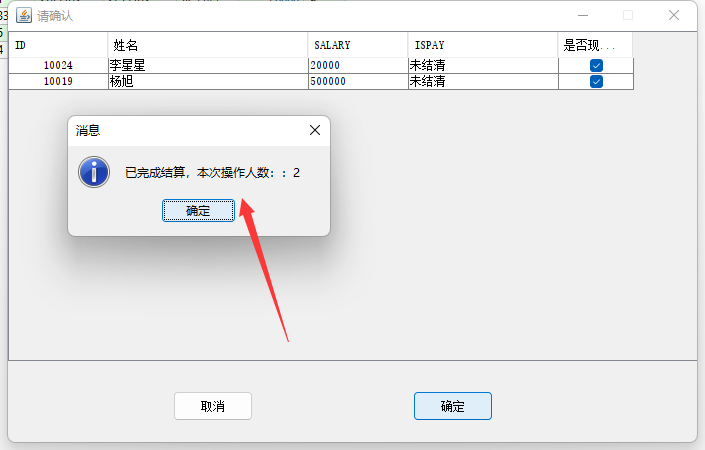 请确认
ID 姓名 SALARY ISPAY 是否现...
10024 李星星 20000 未结清
10019 杨旭 500000 未结清
消息
已完成结算，本次操作人数：：2
确定
取消 确定